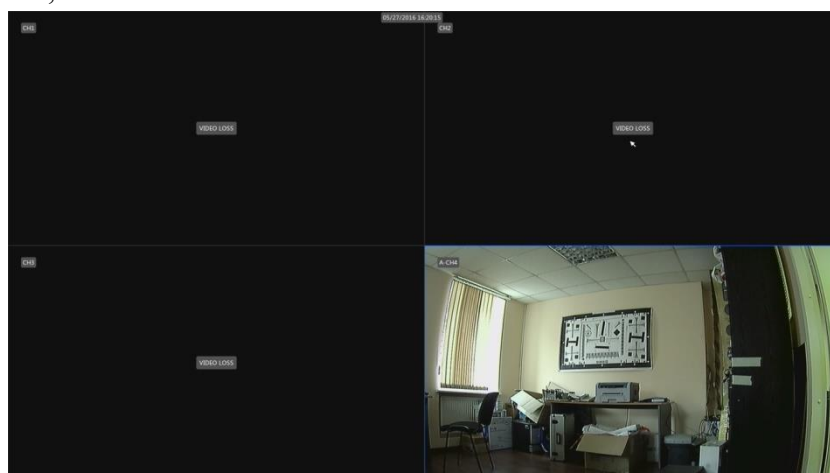 05/27/2016 16:20:15
CH1
CH2
VIDEO LOSS
VIDEO LOSS
CH3
A-CH4
VIDEO LOSS